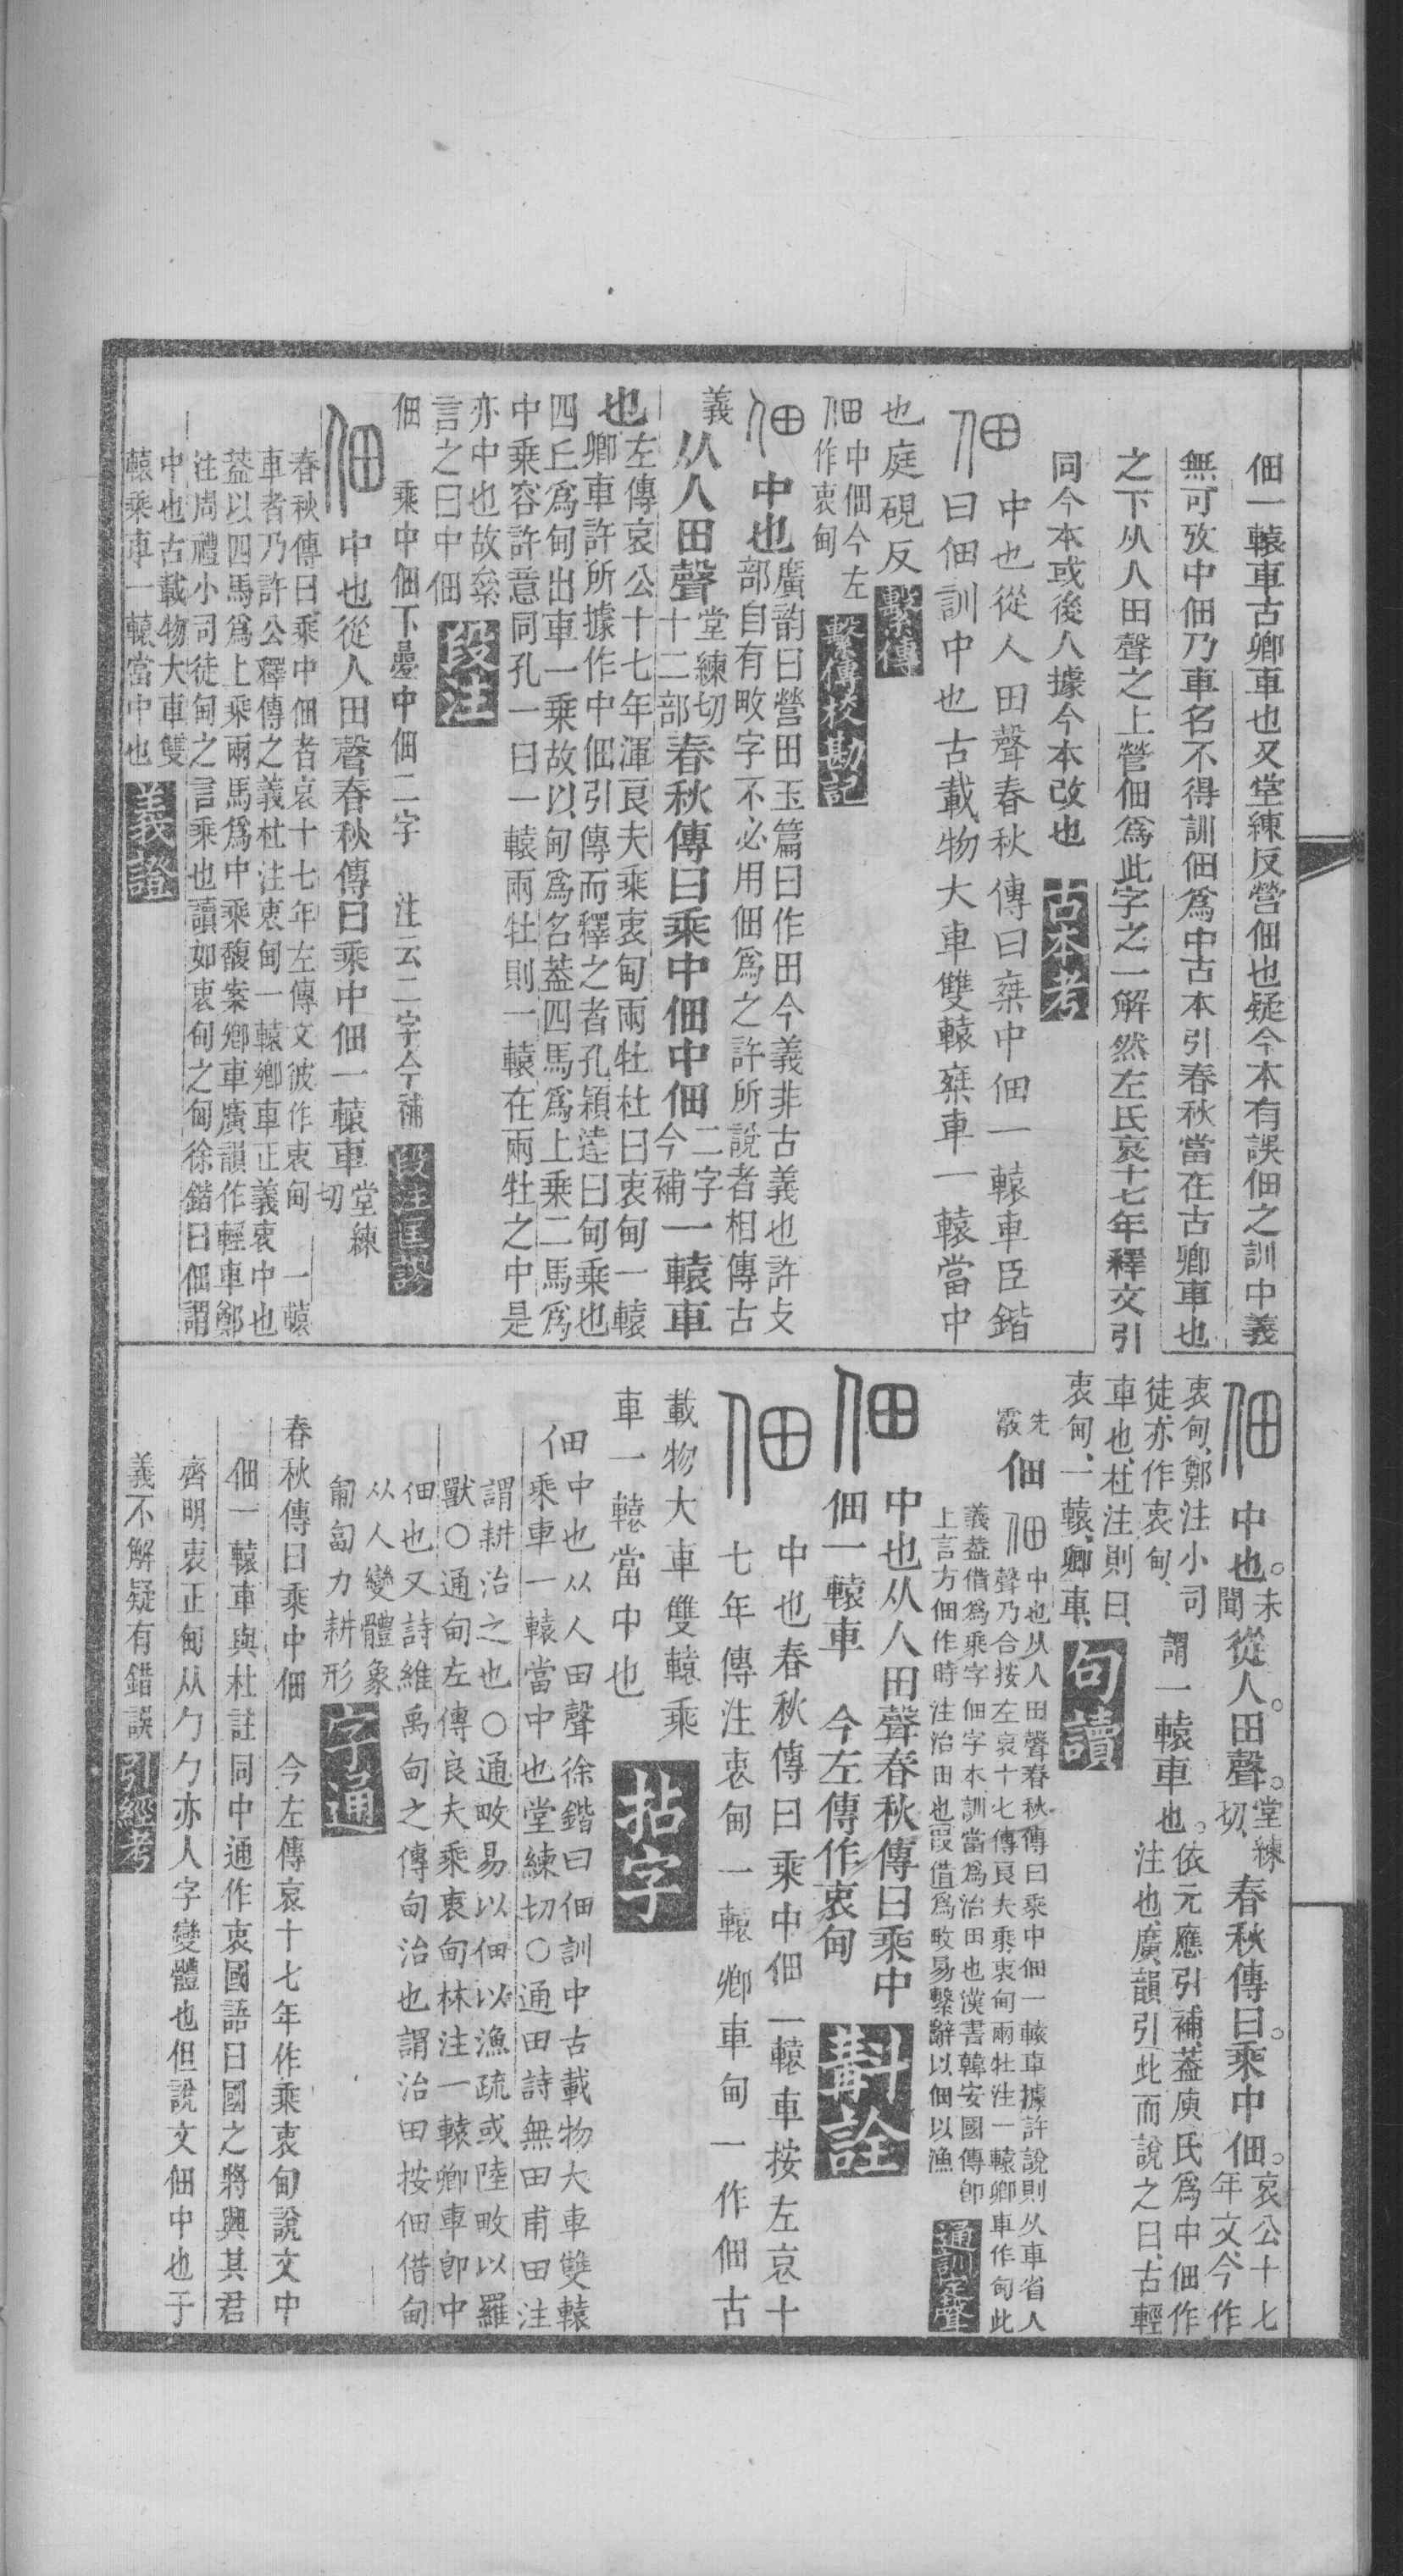 佃一轅車古卿車也又堂練反營佃也疑今本有誤佃之訓中義
無可攷中佃乃車名不得訓佃爲中古本引春秋當在古卿車也
之下从人田聲之上營佃爲此字之一解然左氏哀十七年釋文引
同今本或後人據今本改也 古本考
佃 中也從人田聲春秋傳曰椉中佃一轅車臣鍇
曰佃訓中也古載物大車雙轅椉車一轅當中
也庭硯反 繫傳
佃中佃今左
作衷甸 繫傳校勘記
佃 中也 廣韵曰營田玉篇曰作田今義非古義也許攴
部自有畋字不必用佃爲之許所說者相傳古
義 从人田聲 堂練切
十二部 春秋傳曰乘中佃中佃 二字
今補 一轅車
也 左傳哀公十七年渾良夫乘衷甸兩牡杜曰衷甸一轅
卿車許所據作中佃引傳而釋之者孔穎達曰甸乘也
四丘爲甸出車一乘故以甸爲名葢四馬爲上乘二馬爲
中乘容許意同孔一曰一轅兩牡則一轅在兩牡之中是
亦中也故絫
言之曰中佃 段注
佃 乘中佃下曡中佃二字 注云二字今補 段注匡謬
佃 中也從人田聲春秋傳曰乘中佃一轅車 堂練
切
春秋傳曰乘中佃者哀十七年左傳文彼作衷甸 一轅
車者乃許公釋傳之義杜注衷甸一轅鄉車正義衷中也
葢以四馬爲上乘兩馬爲中乘馥案鄉車廣韻作輕車鄭
注周禮小司徒甸之言乘也讀如衷甸之甸徐鍇曰佃謂
中也古載物大車雙
轅乘車一轅當中也 義證
佃 中也。 未
聞 從人。田聲。 堂練
切、 春秋傳曰。乘中佃。 哀公十七
年文、今作
衷甸、鄭注小司
徒、亦作衷甸、 謂一轅車也。 依元應引補、葢庾氏爲中佃作
注也、廣韻引此而說之曰、古輕
車也、杜注則曰、
衷甸、一轅、卿車、 句讀
先
霰 佃 佃 中也从人田聲春秋傳曰乘中佃一轅車據許說則从車省人
聲乃合按左哀十七傳良夫乘衷甸兩牡注一轅卿車作甸此
義葢借爲乘字佃字本訓當爲治田也漢書韓安國傳卽
上言方佃作時注治田也叚借爲畋易繫辭以佃以漁 通訓定聲
佃 中也从人田聲春秋傳曰乘中
佃一轅車 今左傳作衷甸 斠詮
佃 中也春秋傳曰乘中佃 一轅車按左哀十
七年傳注衷甸一轅卿車甸一作佃古
載物大車雙轅乘
車一轅當中也 拈字
佃 中也从人田聲徐鍇曰佃訓中古載物大車雙轅
乘車一轅當中也堂練切○通田詩無田甫田注
謂耕治之也○通畋易以佃以漁疏或陸畋以羅
獸○通甸左傳良夫乘衷甸林注一轅卿車卽中
佃也又詩維禹甸之傳甸治也謂治田按佃借甸
从人變體象
匍匐力耕形 字通
春秋傳曰乘中佃 今左傳哀十七年作乘衷甸說文中
佃一轅車與杜註同中通作衷國語曰國之將興其君
齊明衷正甸从勹勹亦人字變體也但說文佃中也于
義不解疑有錯誤 引經考